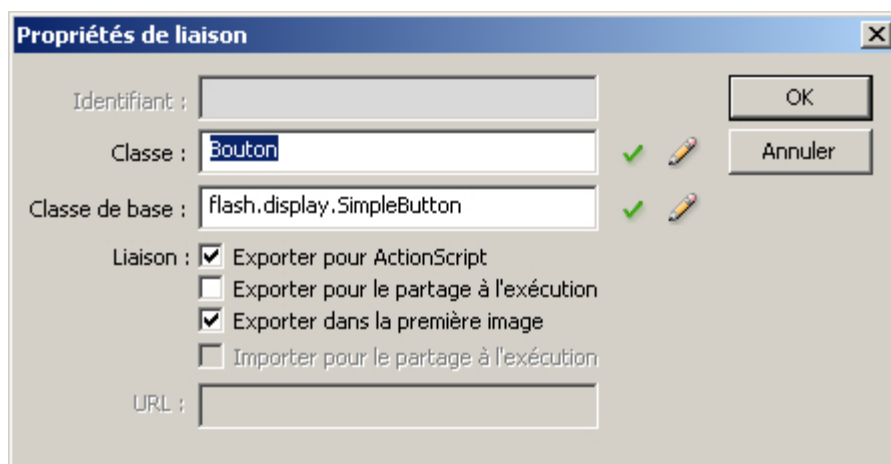 Propriétés de liaison
Identifiant :
OK
Classe : Bouton
Annuler
Classe de base : flash.display.SimpleButton
Liaison : Exporter pour ActionScript
Exporter pour le partage à l'exécution
Exporter dans la première image
Importer pour le partage à l'exécution
URL :